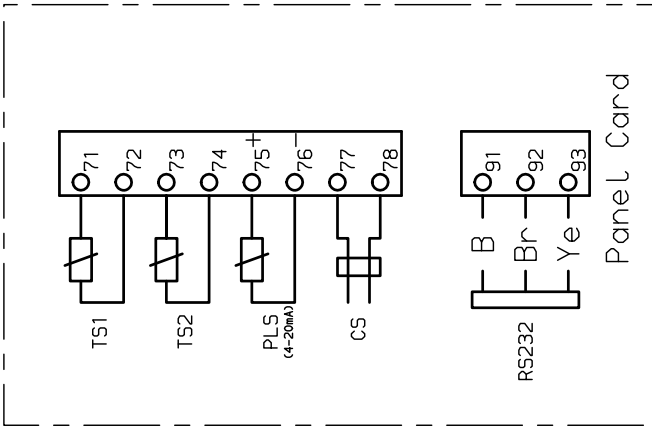 71
72
73
74
75
+
76
-
77
78
91
92
93
B
Br
Ye
TS1
TS2
PLS
(4-20mA)
CS
RS232
Panel Card